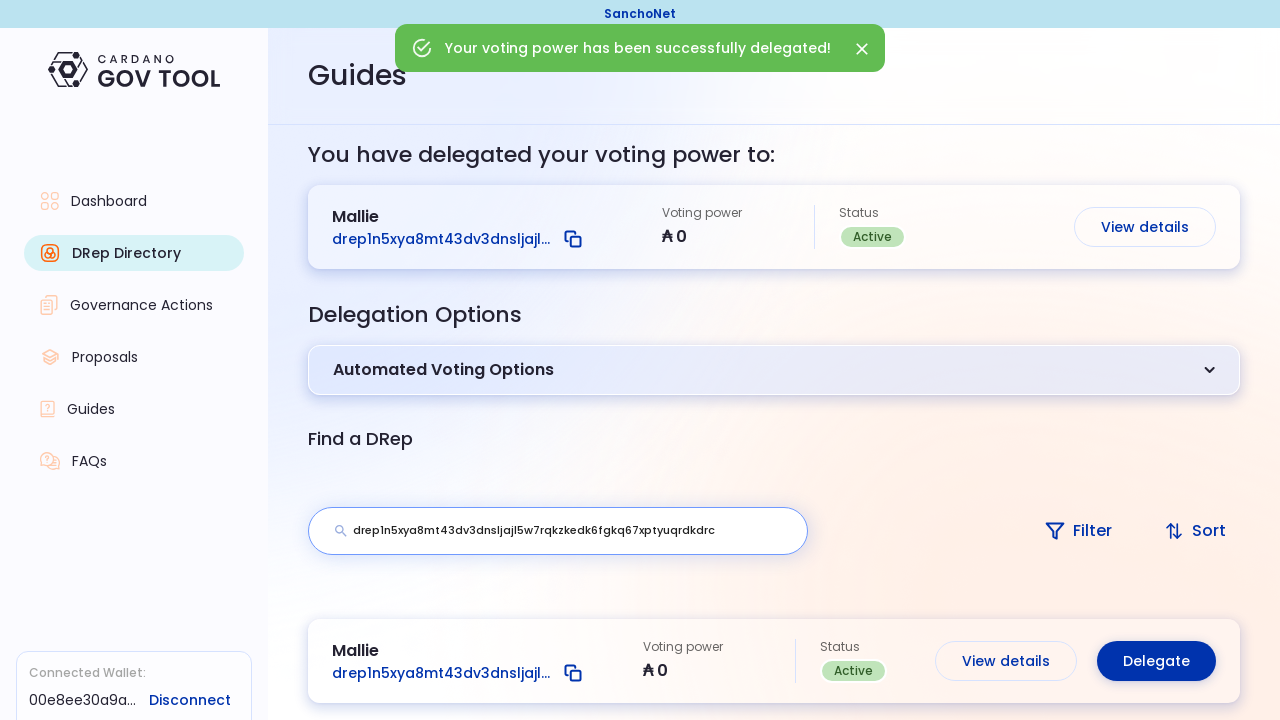 SanchoNet
Your voting power has been successfully delegated!
CARDANO
GOV TOOL
Guides
Dashboard
DRep Directory
Governance Actions
Proposals
Guides
FAQs
Connected Wallet:
00e8ee30a9a...
Disconnect
You have delegated your voting power to:
Mallie
drep1n5xya8mt43dv3dnsljajl...
Voting power
₳ 0
Status
Active
View details
Delegation Options
Automated Voting Options
Find a DRep
drep1n5xya8mt43dv3dnsljajl5w7rqkzkedk6fgkq67xptyuqrdkdrc
Filter
Sort
Mallie
drep1n5xya8mt43dv3dnsljajl...
Voting power
₳ 0
Status
Active
View details
Delegate